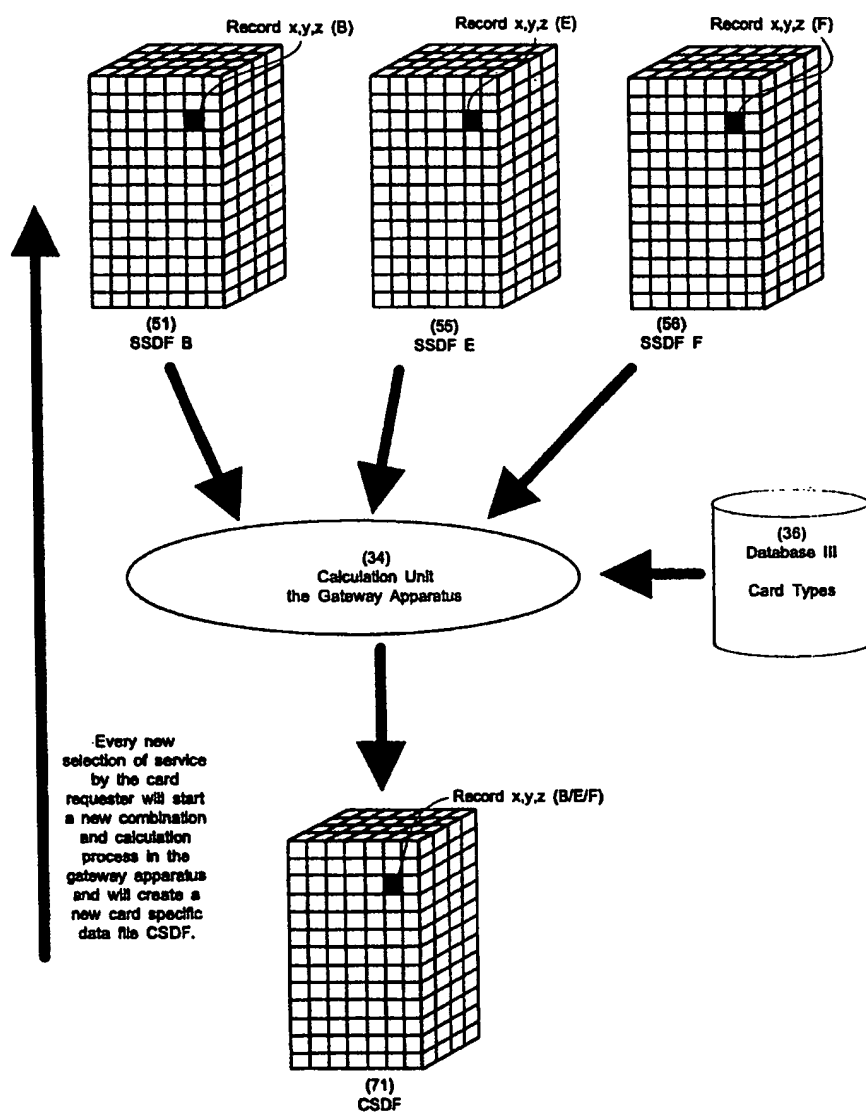 Record x,y,z (B)
Record x,y,z (E)
Record x,y,z (F)
(51)
SSDF B
(55)
SSDF E
(56)
SSDF F
(34)
Calculation Unit
the Gateway Apparatus
(36)
Database III
Card Types
Every new
selection of service
by the card
requester will start
a new combination
and calculation
process in the
gateway apparatus
and will create a
new card specific
data file CSDF.
Record x,y,z (B/E/F)
(71)
CSDF